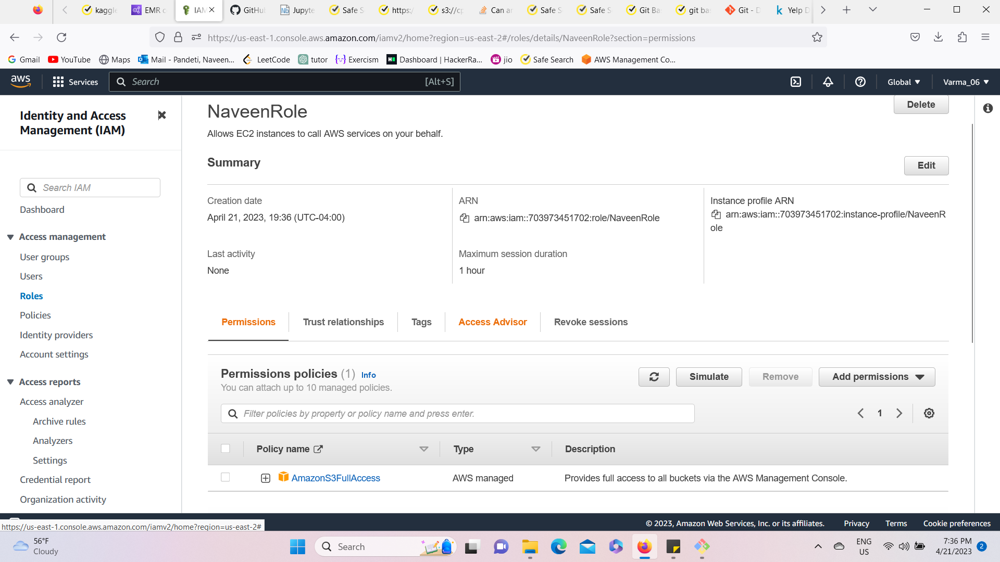 kaggle
EMR c
IAM
GitHu
Jupyte
Safe S
https:/
s3://cp
Can ar
Safe S
Safe S
Git Ba
git ba
Git - D
Yelp D
https://us-east-1.console.aws.amazon.com/iamv2/home?region=us-east-2#/roles/details/NaveenRole?section=permissions
Gmail
YouTube
Maps
Mail - Pandeti, Naveen...
LeetCode
tutor
Exercism
Dashboard | HackerRa...
jio
Safe Search
AWS Management Co...
aws
Services
Search
[Alt+S]
Global
Varma_06
Identity and Access
Management (IAM)
Search IAM
Dashboard
Access management
User groups
Users
Roles
Policies
Identity providers
Account settings
Access reports
Access analyzer
Archive rules
Analyzers
Settings
Credential report
Organization activity
NaveenRole
Delete
Allows EC2 instances to call AWS services on your behalf.
Summary
Edit
Creation date
April 21, 2023, 19:36 (UTC-04:00)
ARN
arn:aws:iam::703973451702:role/NaveenRole
Instance profile ARN
arn:aws:iam::703973451702:instance-profile/NaveenR
ole
Last activity
None
Maximum session duration
1 hour
Permissions
Trust relationships
Tags
Access Advisor
Revoke sessions
Permissions policies (1) Info
You can attach up to 10 managed policies.
Simulate
Remove
Add permissions
Filter policies by property or policy name and press enter.
1
Policy name
Type
Description
AmazonS3FullAccess
AWS managed
Provides full access to all buckets via the AWS Management Console.
https://us-east-1.console.aws.amazon.com/iamv2/home?region=us-east-2#
© 2023, Amazon Web Services, Inc. or its affiliates.
Privacy
Terms
Cookie preferences
56°F
Cloudy
Search
ENG
US
7:36 PM
4/21/2023
2